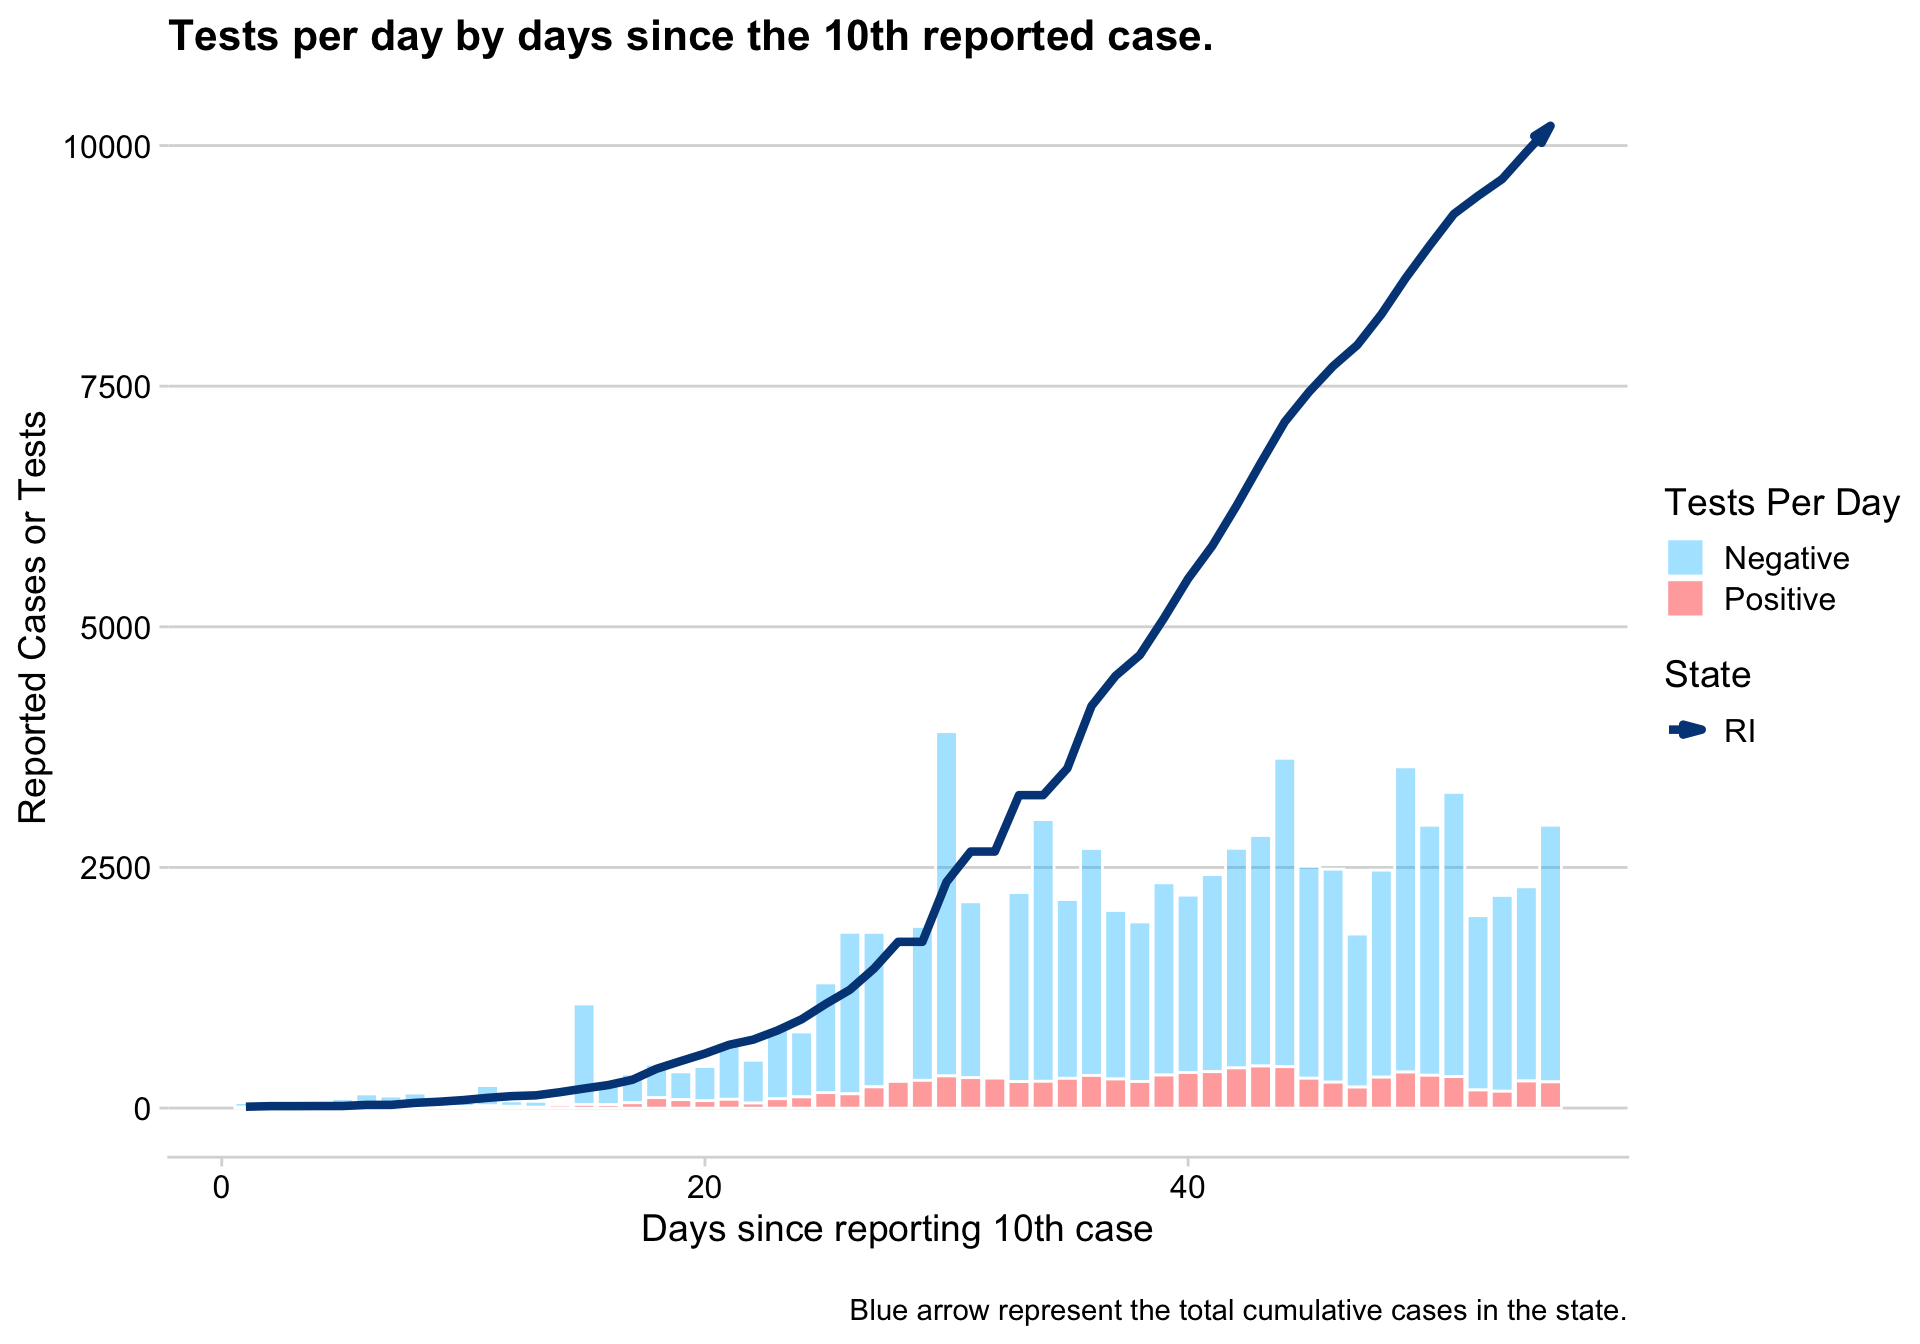 Tests per day by days since the 10th reported case.
10000
7500
5000
2500
0
Reported Cases or Tests
0 20 40
Days since reporting 10th case
Tests Per Day
Negative
Positive
State
RI
Blue arrow represent the total cumulative cases in the state.